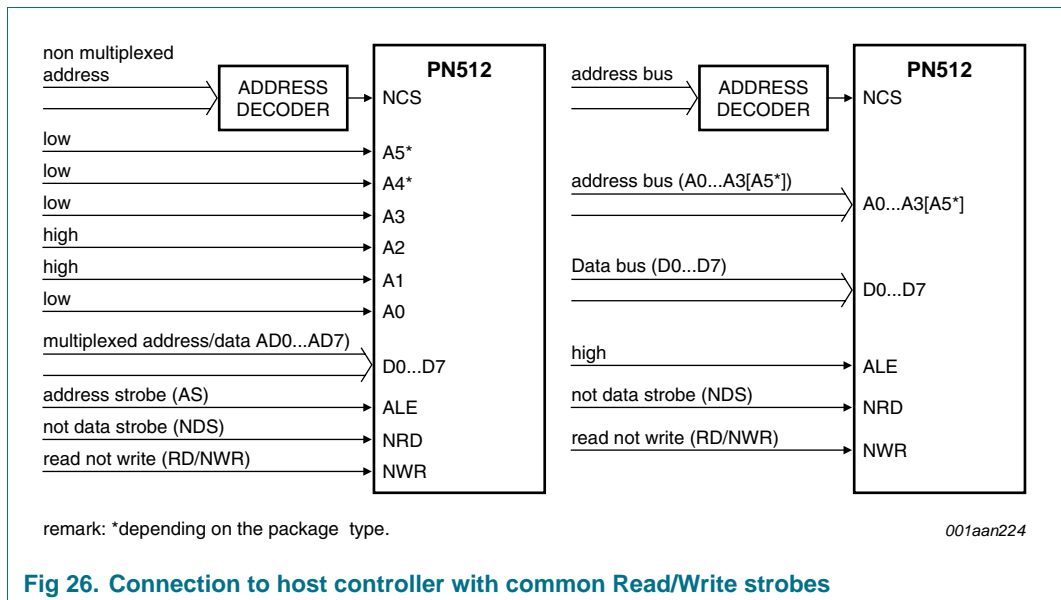 non multiplexed
address
ADDRESS
DECODER
PN512
NCS
low
A5*
low
A4*
low
A3
high
A2
high
A1
low
A0
multiplexed address/data AD0...AD7)
D0...D7
address strobe (AS)
ALE
not data strobe (NDS)
NRD
read not write (RD/NWR)
NWR
address bus
ADDRESS
DECODER
PN512
NCS
address bus (A0...A3[A5*])
A0...A3[A5*]
Data bus (D0...D7)
D0...D7
high
ALE
not data strobe (NDS)
NRD
read not write (RD/NWR)
NWR
remark: *depending on the package type.
001aan224
Fig 26. Connection to host controller with common Read/Write strobes